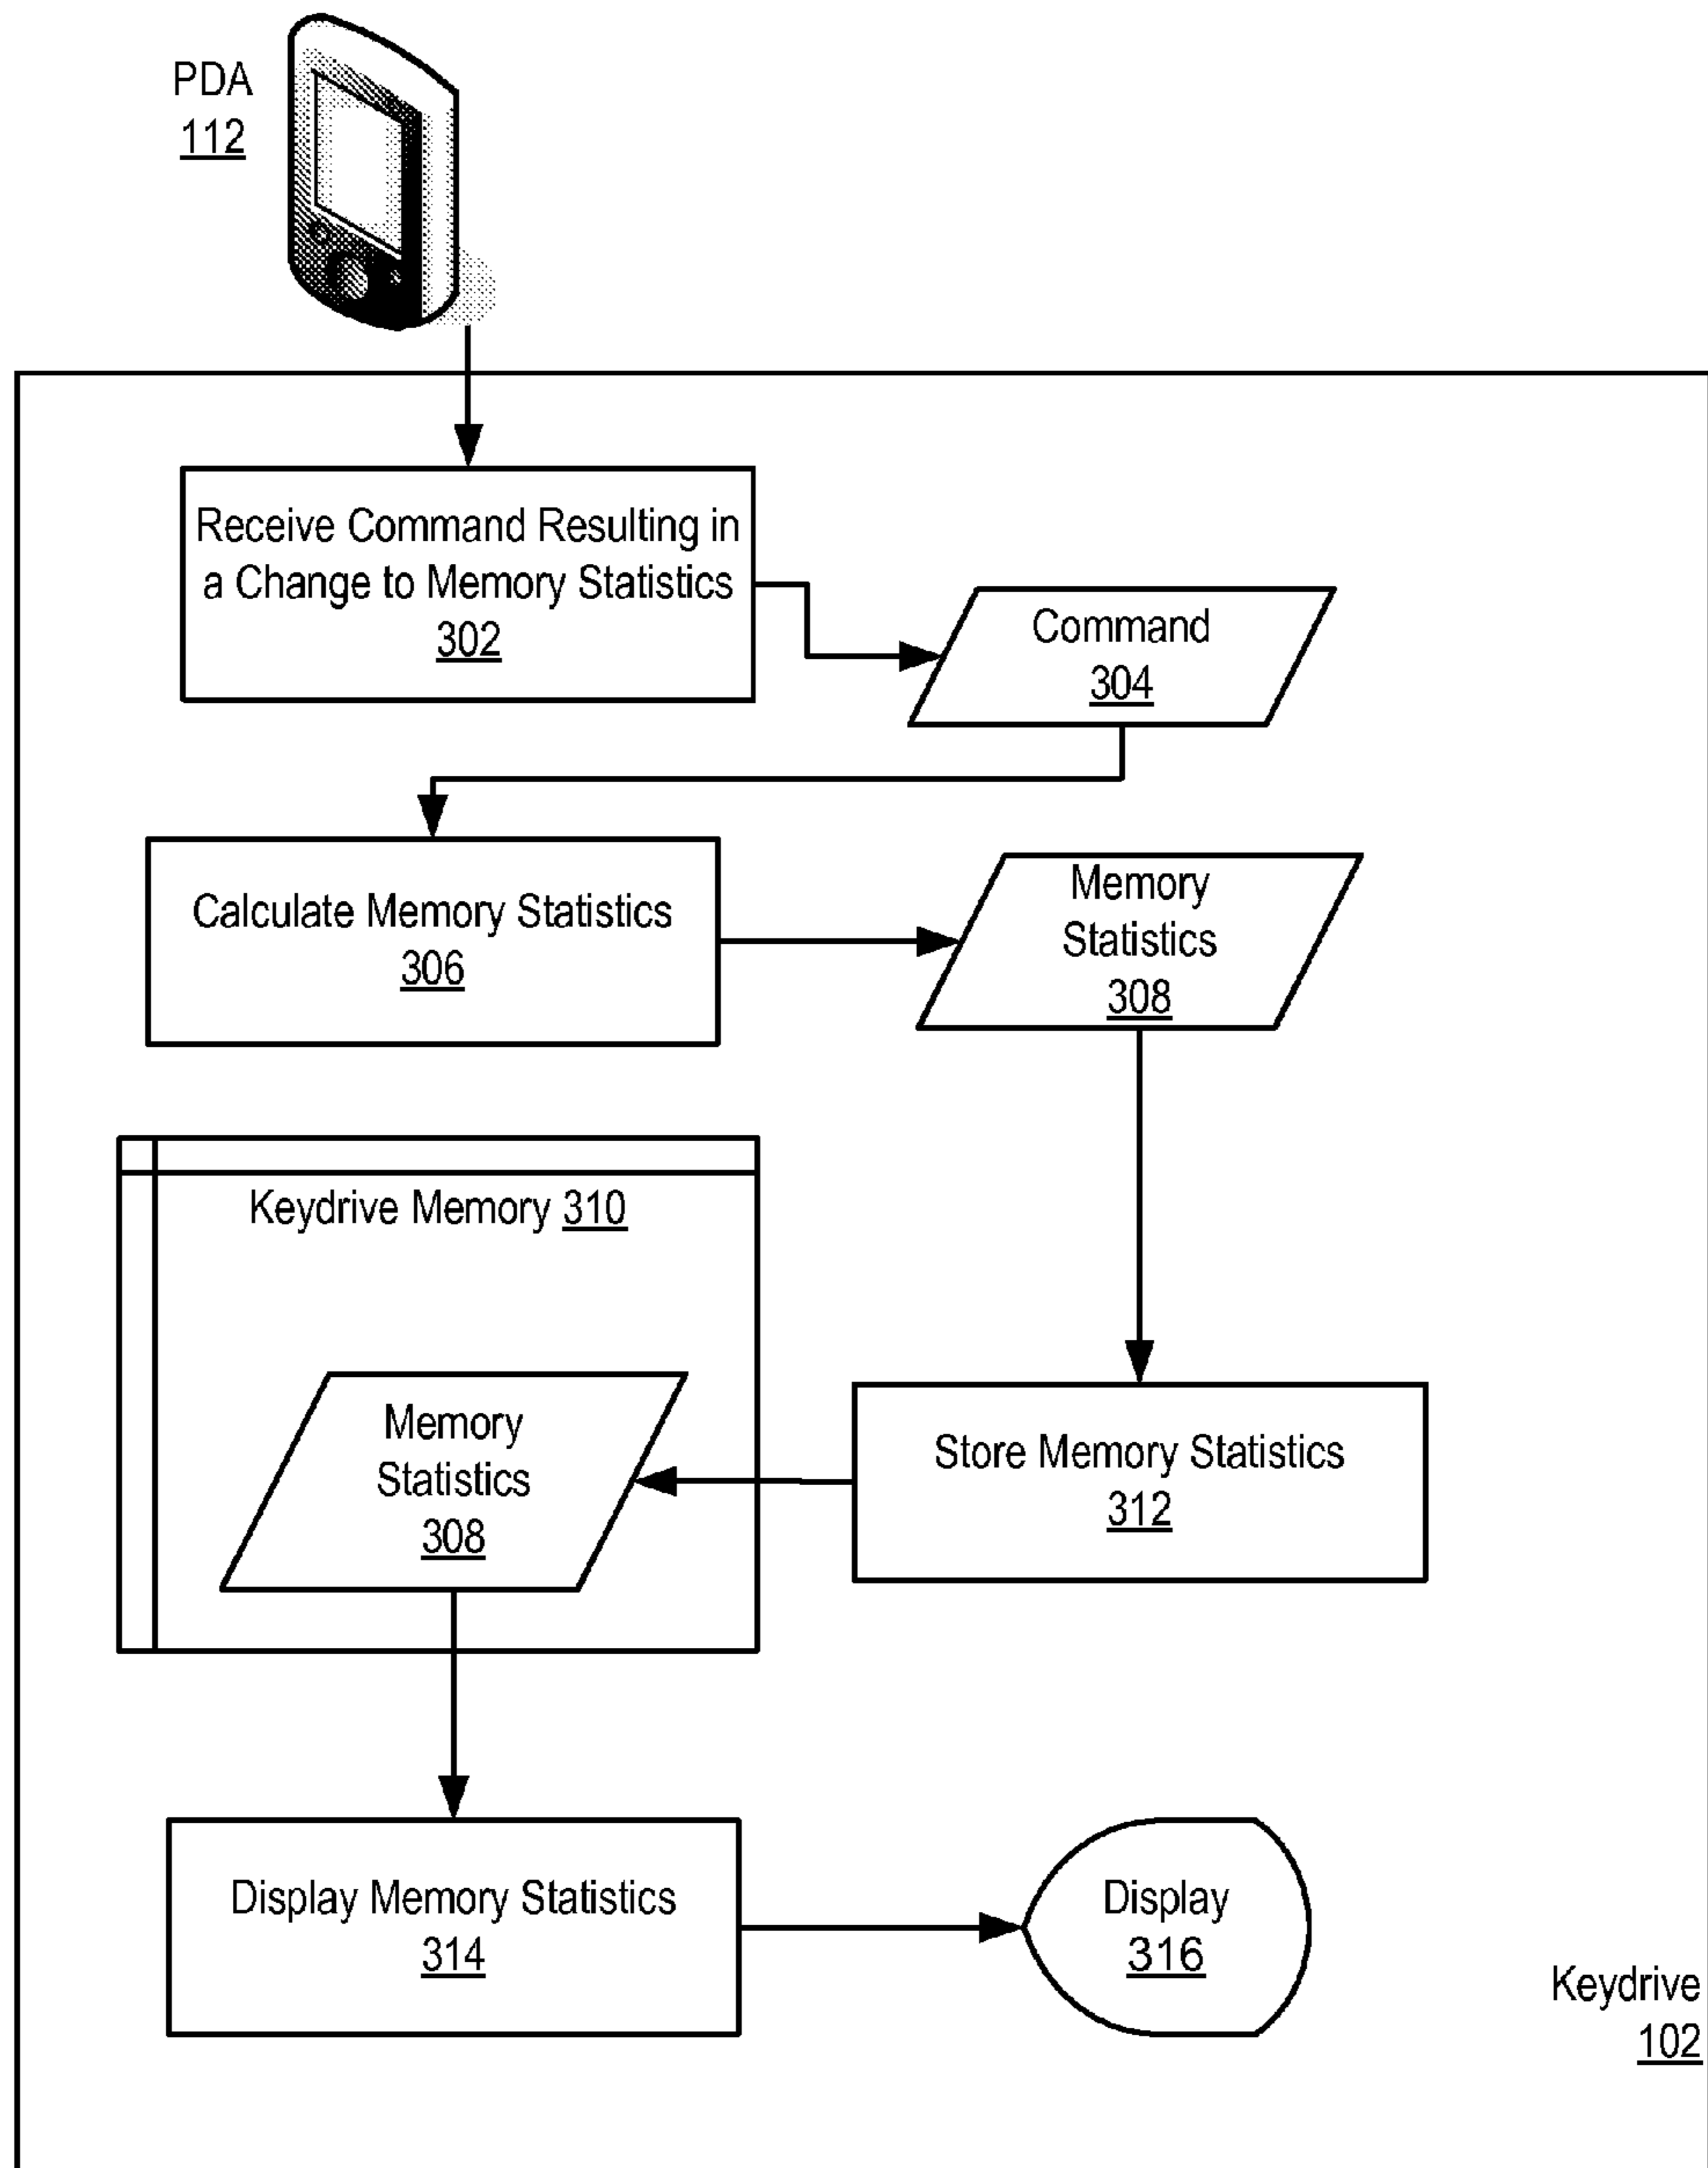 PDA
112
Receive Command Resulting in
a Change to Memory Statistics
302
Command
304
Calculate Memory Statistics
306
Memory
Statistics
308
Keydrive Memory 310
Memory
Statistics
308
Store Memory Statistics
312
Display Memory Statistics
314
Display
316
Keydrive
102